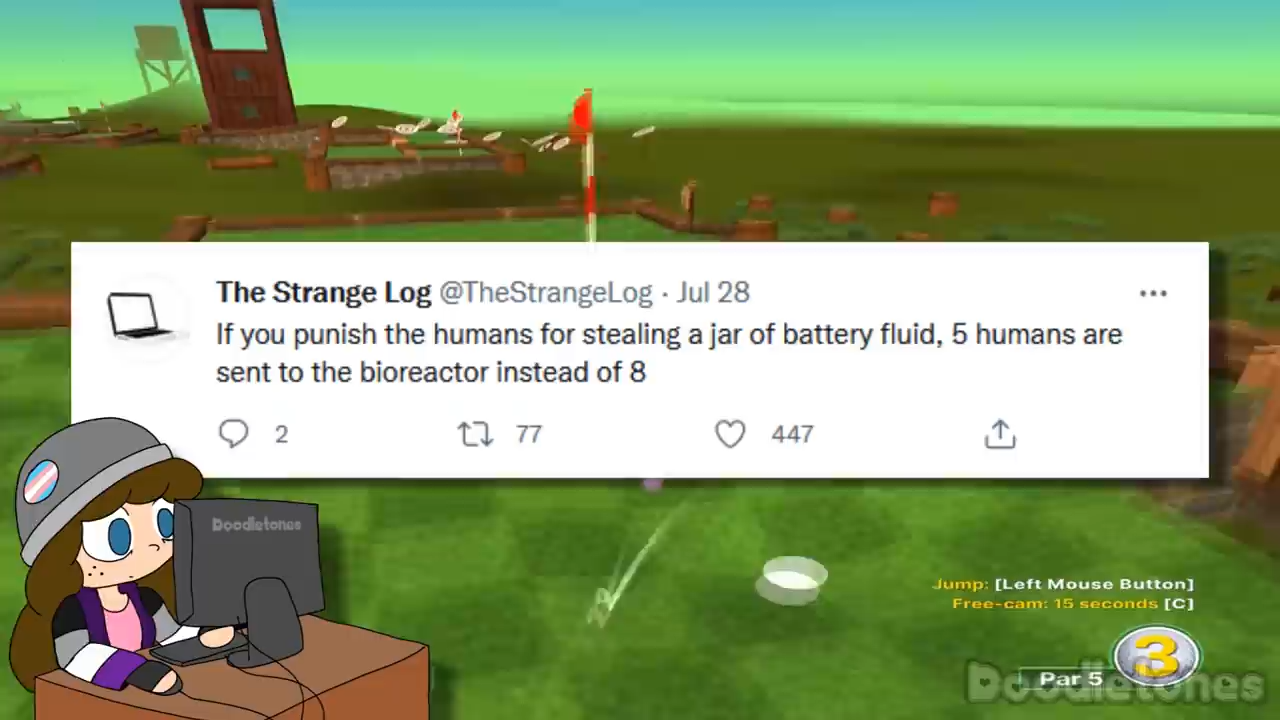 The Strange Log @TheStrangeLog · Jul 28
If you punish the humans for stealing a jar of battery fluid, 5 humans are
sent to the bioreactor instead of 8
2 77 447
Doodletones
Jump: [Left Mouse Button]
Free-cam: 15 seconds [C]
Par 5 3
Doodletones